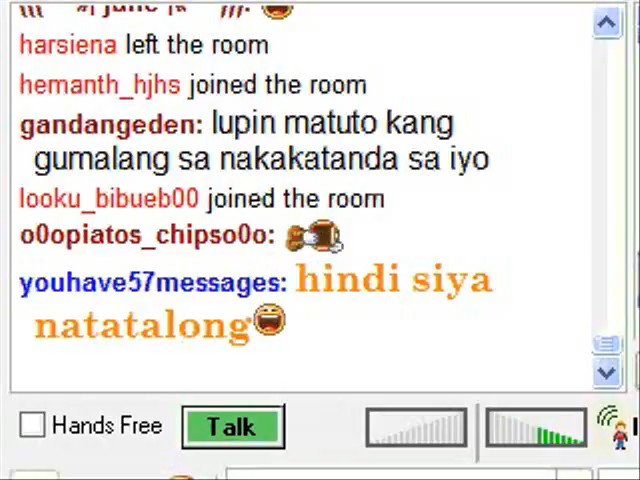 harsiena left the room
hemanth_hjhs joined the room
gandangeden: lupin matuto kang
gumalang sa nakakatanda sa iyo
looku_bibueb00 joined the room
o0opiatos_chipso0o:
youhave57messages: hindi siya
natatalong
Hands Free Talk